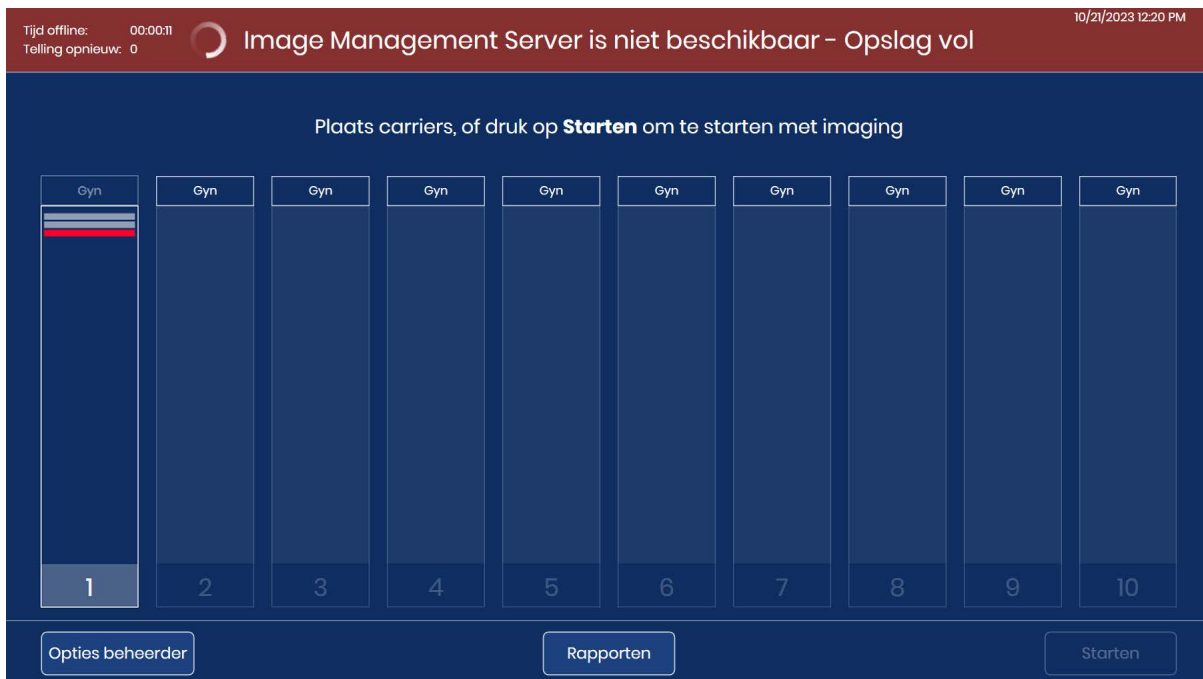 Tijd offline: 00:00:11
Telling opnieuw: 0
Image Management Server is niet beschikbaar - Opslag vol
10/21/2023 12:20 PM
Plaats carriers, of druk op Starten om te starten met imaging
Gyn Gyn Gyn Gyn Gyn Gyn Gyn Gyn Gyn Gyn
1 2 3 4 5 6 7 8 9 10
Opties beheerder Rapporten Starten